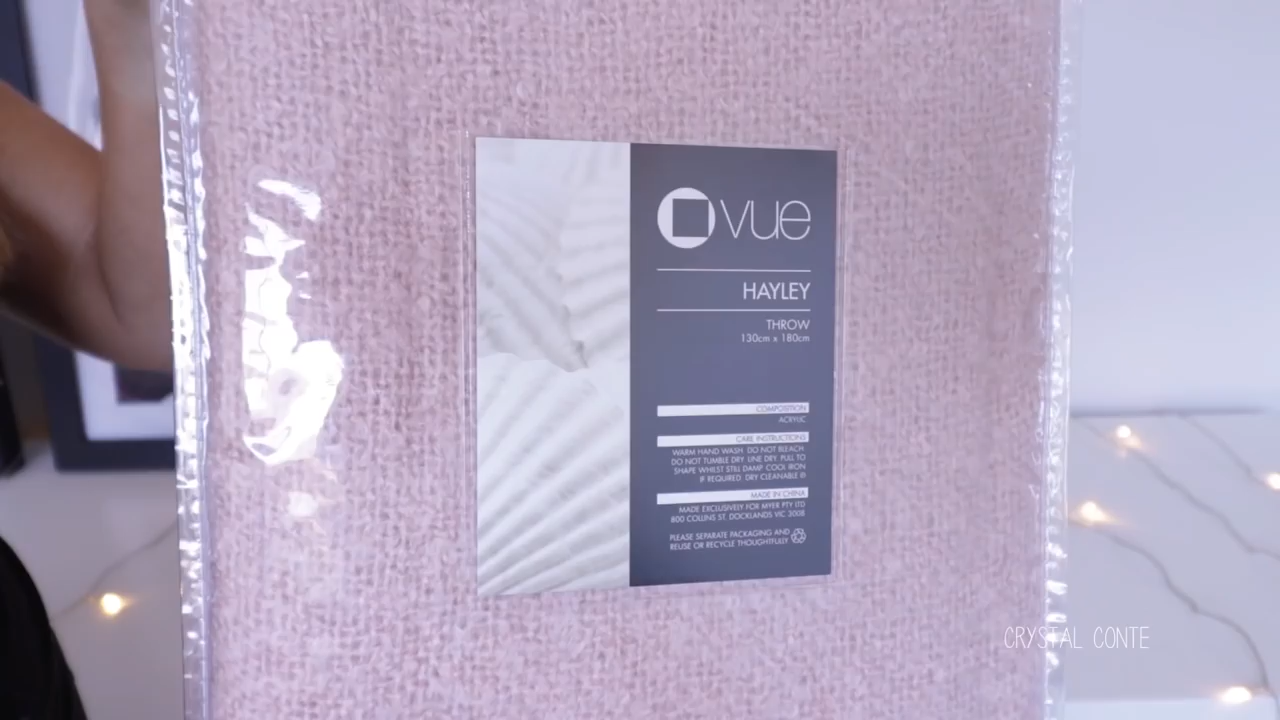 vue
HAYLEY
THROW
130cm x 180cm
COMPOSITION
ACRYLIC
CARE INSTRUCTIONS
WARM HAND WASH. DO NOT BLEACH.
DO NOT TUMBLE DRY. LINE DRY. PULL TO
SHAPE WHILST STILL DAMP. COOL IRON
IF REQUIRED. DRY CLEANABLE Ⓟ
MADE IN CHINA
MADE EXCLUSIVELY FOR MYER PTY LTD
800 COLLINS ST, DOCKLANDS VIC 3008
PLEASE SEPARATE PACKAGING AND
REUSE OR RECYCLE THOUGHTFULLY
CRYSTAL CONTE